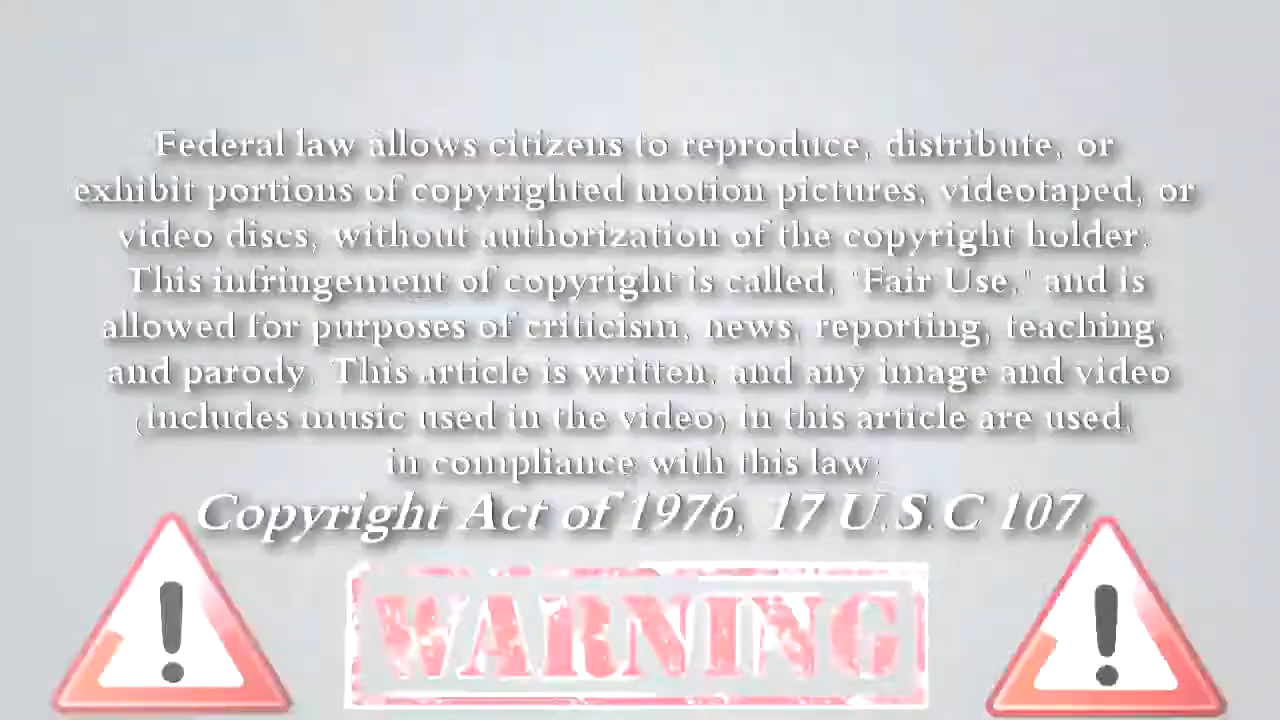 Federal law allows citizens to reproduce, distribute, or
exhibit portions of copyrighted motion pictures, videotaped, or
video discs, without authorization of the copyright holder.
This infringement of copyright is called, "Fair Use," and is
allowed for purposes of criticism, news, reporting, teaching,
and parody. This article is written, and any image and video
(includes music used in the video) in this article are used,
in compliance with this law:
Copyright Act of 1976, 17 U.S.C 107.
WARNING